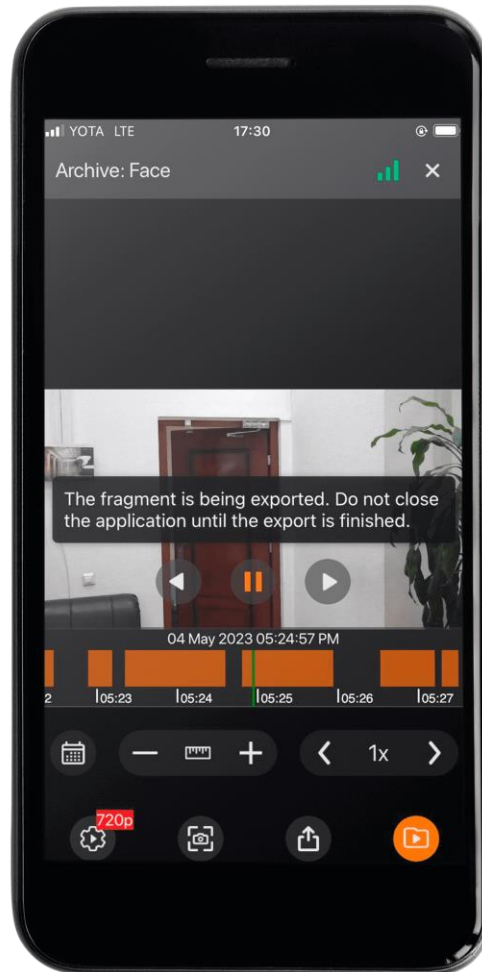 YOTA LTE 17:30
Archive: Face
The fragment is being exported. Do not close
the application until the export is finished.
04 May 2023 05:24:57 PM
2 05:23 05:24 05:25 05:26 05:27
1x
720p